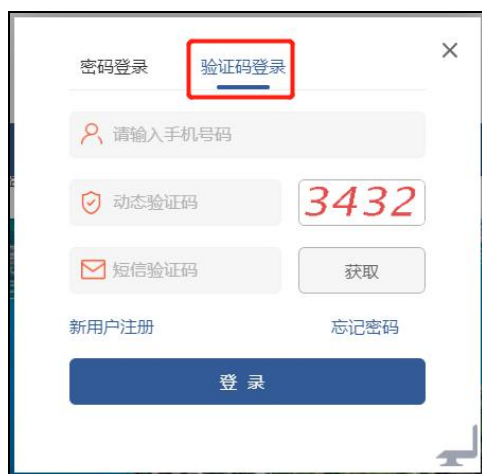 密码登录 验证码登录
请输入手机号码
动态验证码 3432
短信验证码 获取
新用户注册 忘记密码
登 录